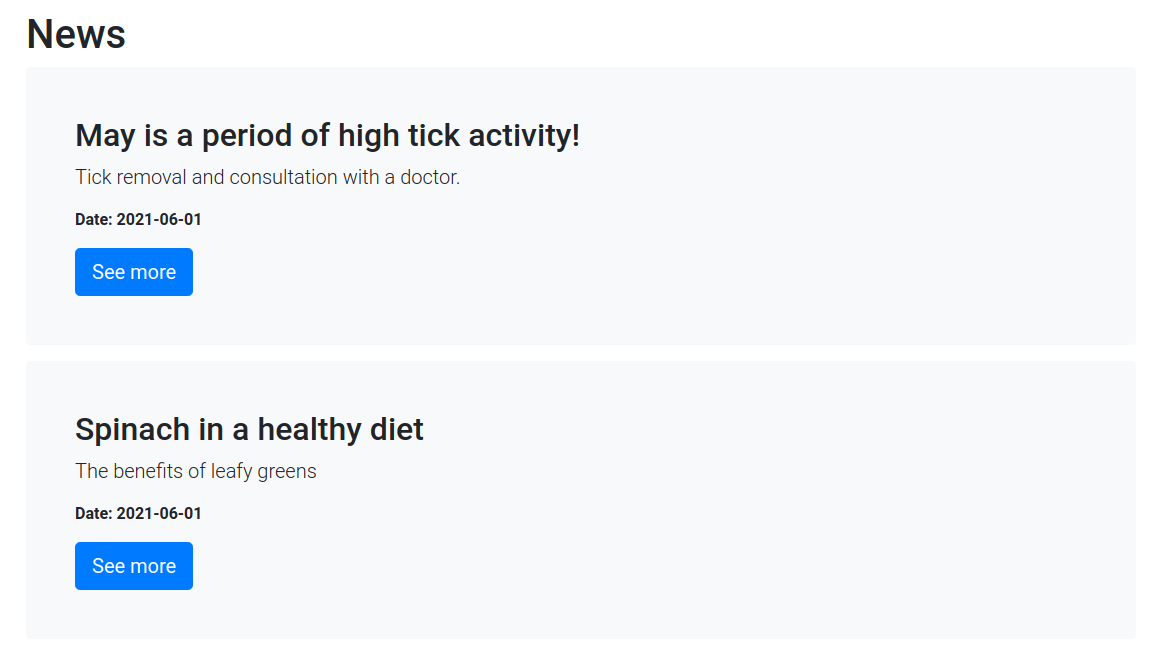 News
May is a period of high tick activity!
Tick removal and consultation with a doctor.
Date: 2021-06-01
See more
Spinach in a healthy diet
The benefits of leafy greens
Date: 2021-06-01
See more